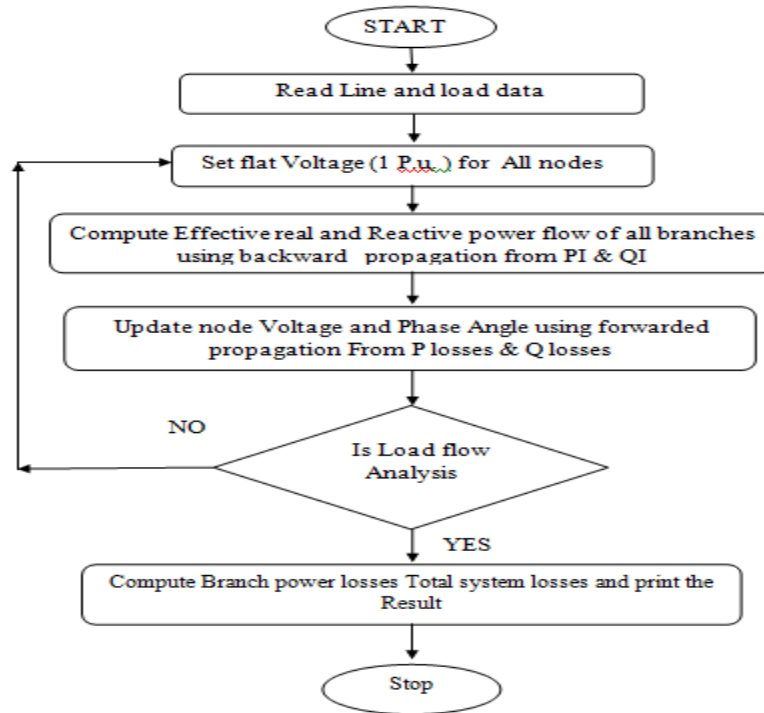 START
Read Line and load data
Set flat Voltage (1 P.u.) for All nodes
Compute Effective real and Reactive power flow of all branches
using backward propagation from PI & QI
Update node Voltage and Phase Angle using forwarded
propagation From P losses & Q losses
NO
Is Load flow
Analysis
YES
Compute Branch power losses Total system losses and print the
Result
Stop